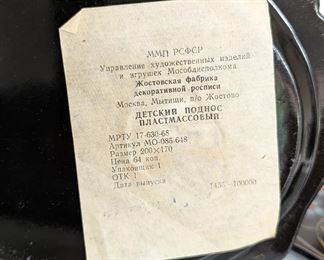 ММП РСФСР
Управление художественных изделий
и игрушек Мособлисполкома
Жостовская фабрика
декоративной росписи
Москва, Мытищи, п/о Жостово
ДЕТСКИЙ ПОДНОС
ПЛАСТМАССОВЫЙ
МРТУ 17-630-68
Артикул МО-085-648
Размер 200×170
Цена 64 коп.
Упаковщик 1
ОТК 1
Дата выпуска 100000